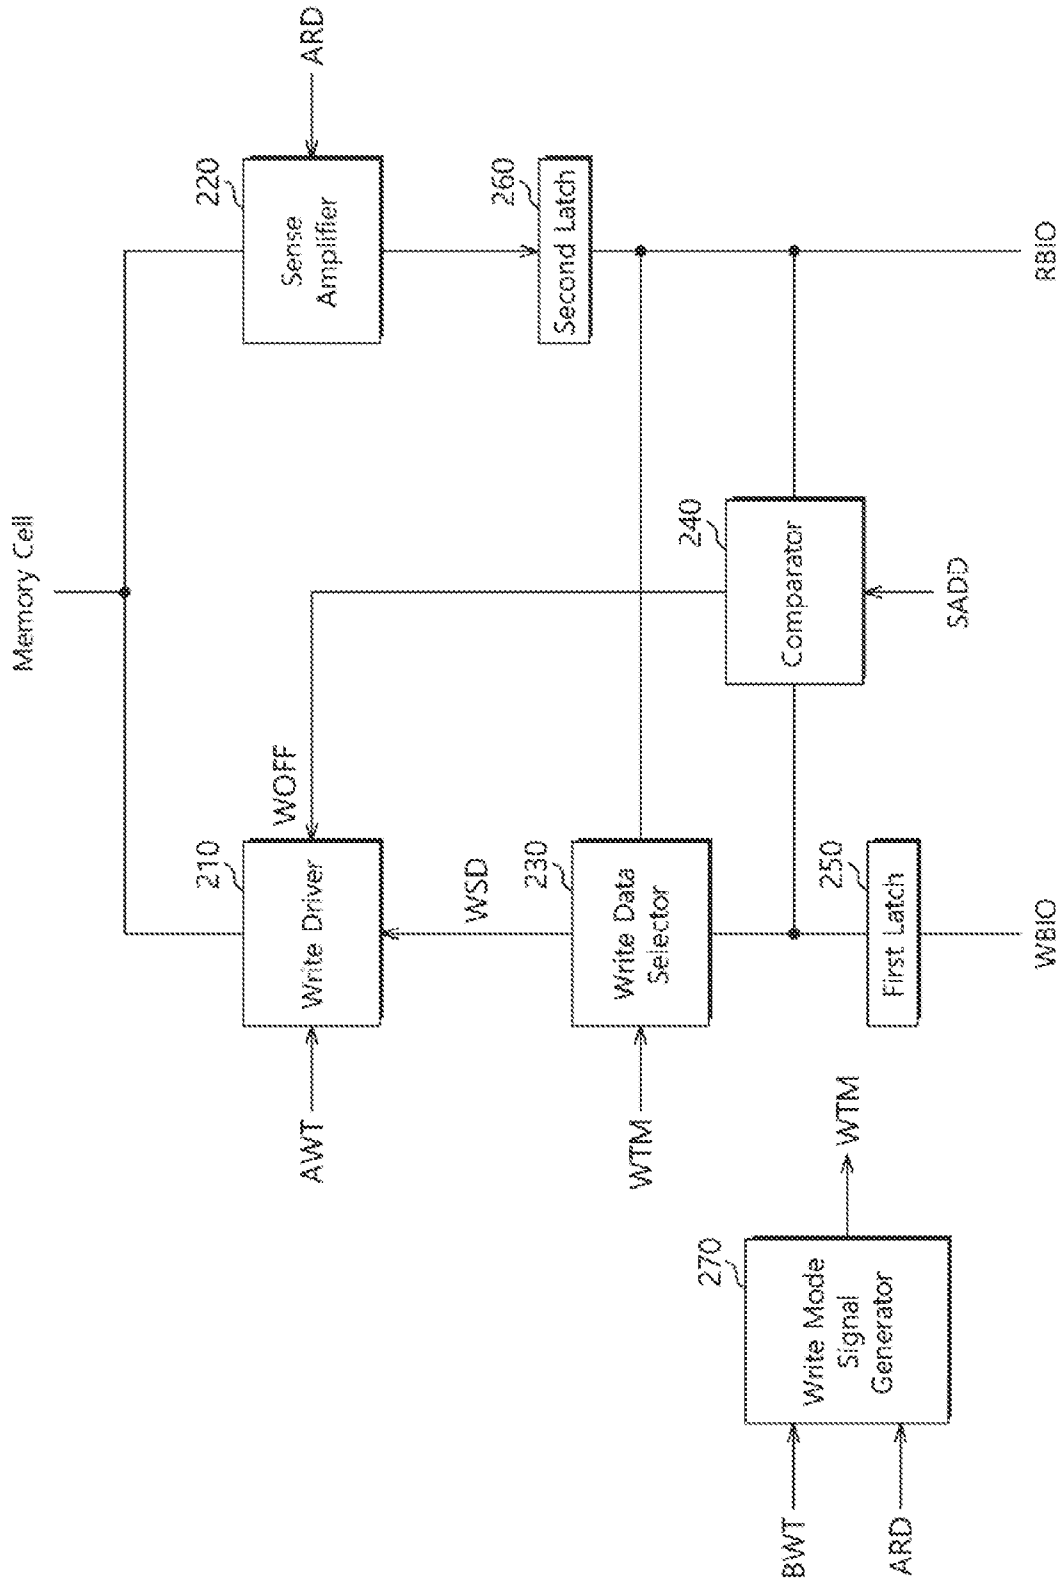 Memory Cell
ARD
220
Sense
Amplifier
260
Second Latch
RBIO
WOFF
240
Comparator
SADD
210
Write Driver
AWT
WSD
230
Write Data
Selector
WTM
250
First Latch
WBIO
270
Write Mode
Signal
Generator
WTM
BWT
ARD